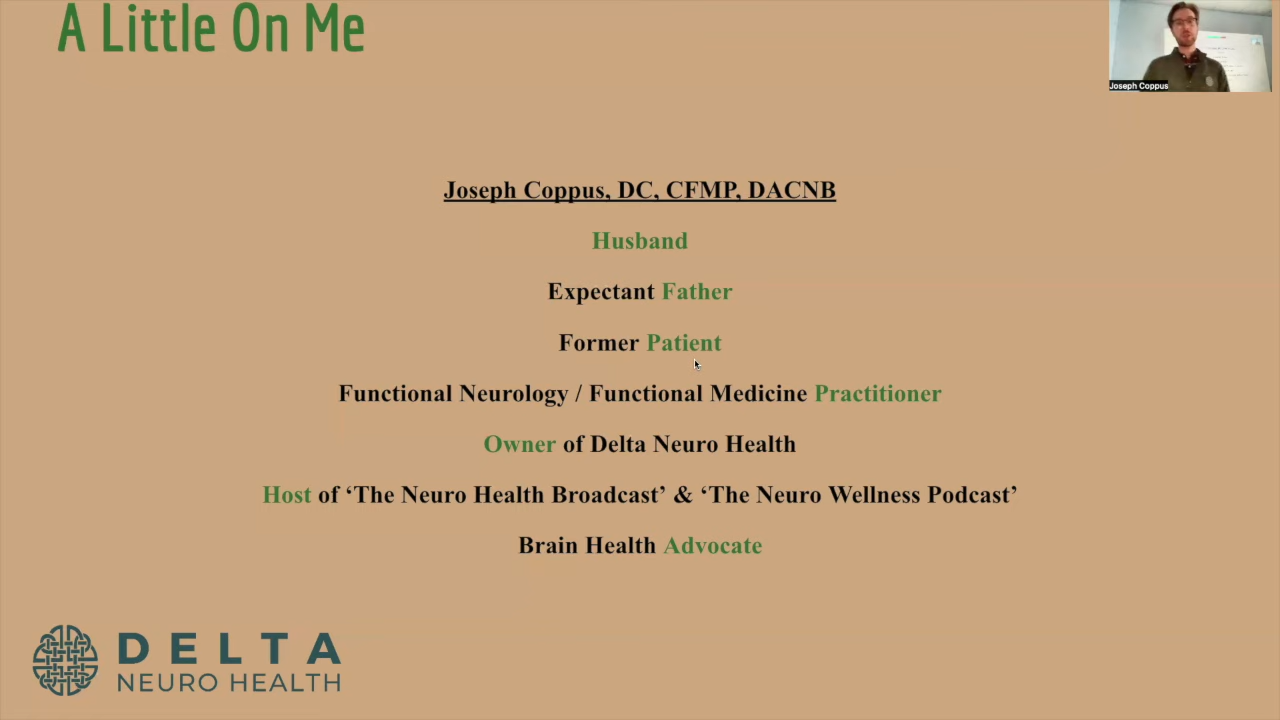 A Little On Me
Joseph Coppus
Joseph Coppus, DC, CFMP, DACNB
Husband
Expectant Father
Former Patient
Functional Neurology / Functional Medicine Practitioner
Owner of Delta Neuro Health
Host of ‘The Neuro Health Broadcast’ & ‘The Neuro Wellness Podcast’
Brain Health Advocate
DELTA
NEURO HEALTH